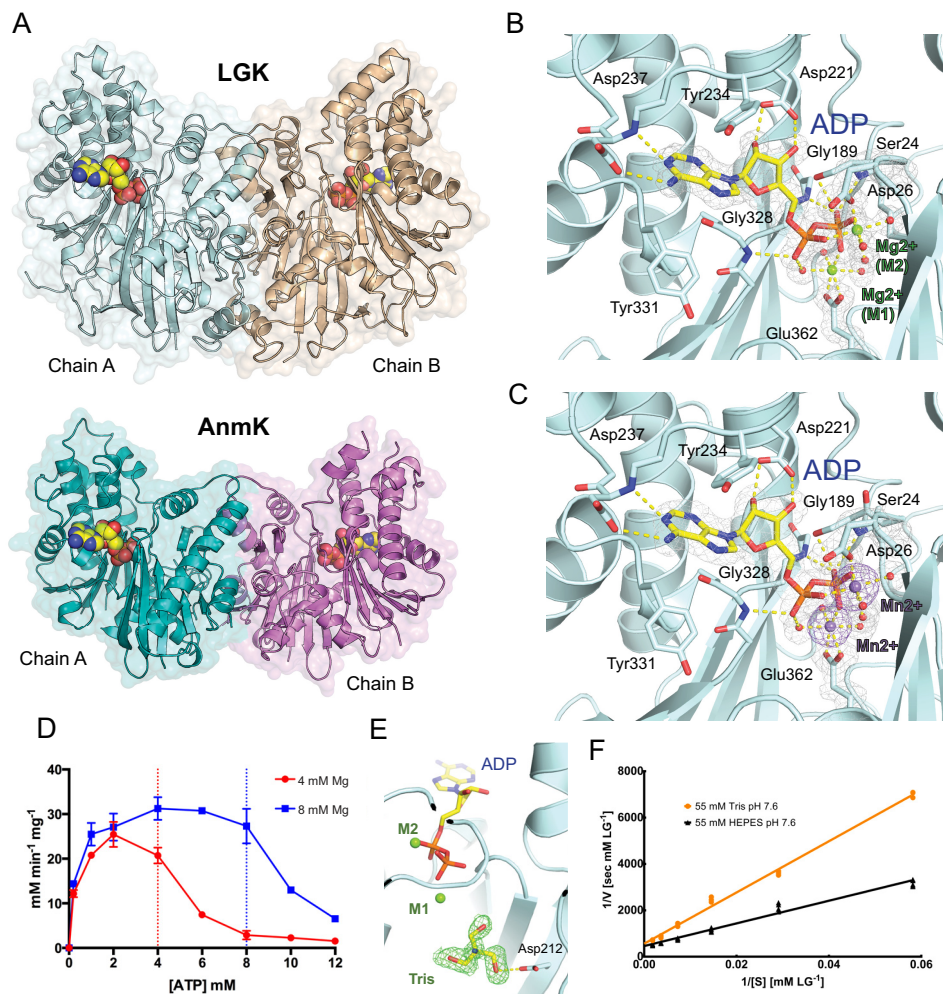 A
LGK
Chain A
Chain B
AnmK
Chain A
Chain B
B
Asp237
Tyr234
Asp221
ADP
Gly189
Ser24
Asp26
Gly328
Mg2+
(M2)
Mg2+
(M1)
Tyr331
Glu362
C
Asp237
Tyr234
Asp221
ADP
Gly189
Ser24
Asp26
Gly328
Mn2+
Mn2+
Tyr331
Glu362
D
mM min-1 mg-1
40
30
20
10
0
0 2 4 6 8 10 12
[ATP] mM
4 mM Mg
8 mM Mg
E
ADP
M2
M1
Asp212
Tris
F
1/V [sec mM LG-1]
8000
6000
4000
2000
0
0.00 0.02 0.04 0.06
1/[S] [mM LG-1]
55 mM Tris pH 7.6
55 mM HEPES pH 7.6